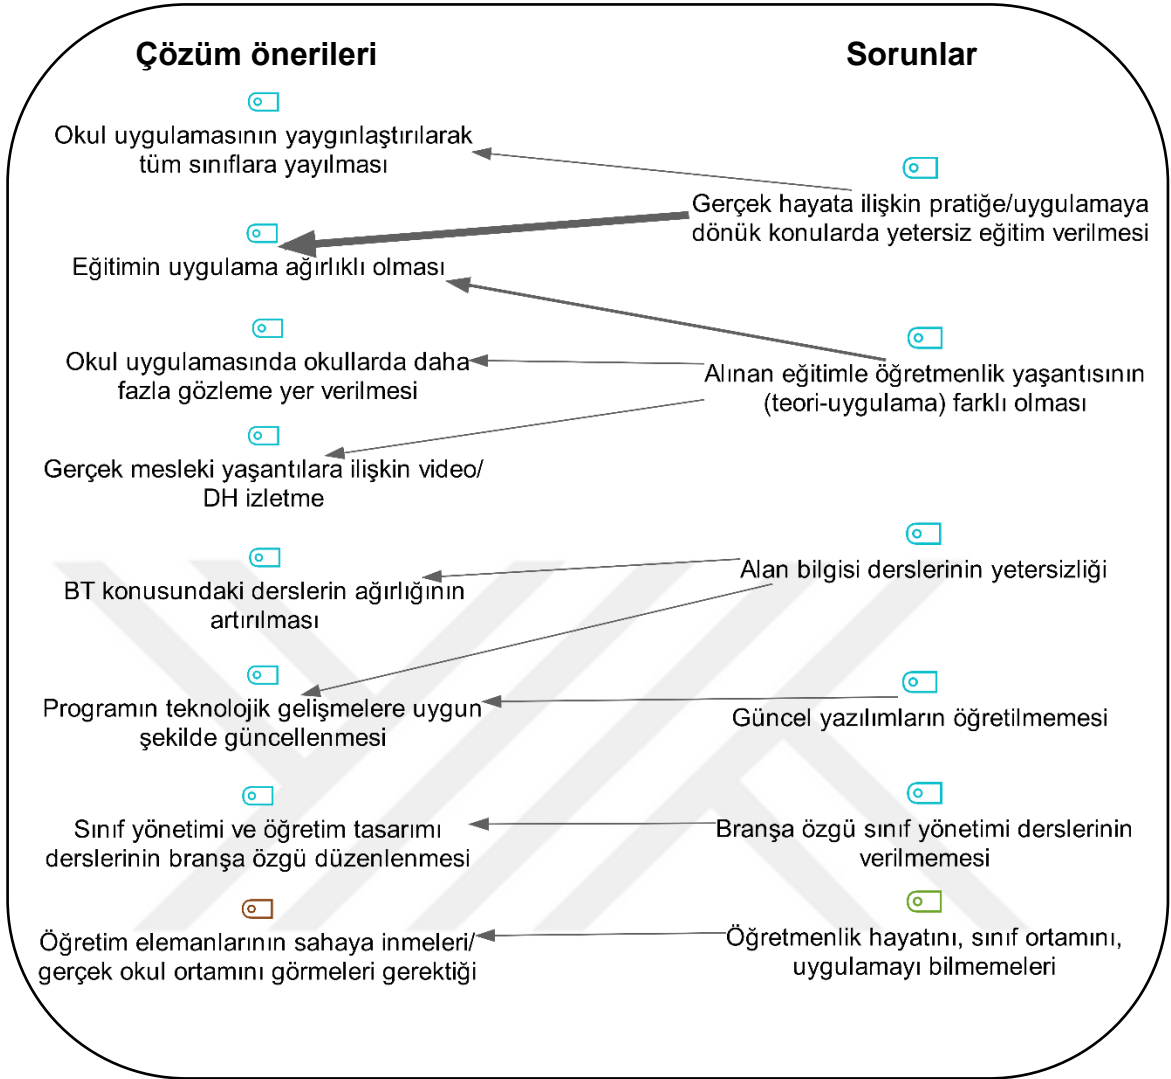 Çözüm önerileri
Okul uygulamasının yaygınlaştırılarak
tüm sınıflara yayılması
Eğitimin uygulama ağırlıklı olması
Okul uygulamasında okullarda daha
fazla gözleme yer verilmesi
Gerçek mesleki yaşantılara ilişkin video/
DH izletme
BT konusundaki derslerin ağırlığının
artırılması
Programın teknolojik gelişmelere uygun
şekilde güncellenmesi
Sınıf yönetimi ve öğretim tasarımı
derslerinin branşa özgü düzenlenmesi
Öğretim elemanlarının sahaya inmeleri/
gerçek okul ortamını görmeleri gerektiği
Sorunlar
Gerçek hayata ilişkin pratiğe/uygulamaya
dönük konularda yetersiz eğitim verilmesi
Alınan eğitimle öğretmenlik yaşantısının
(teori-uygulama) farklı olması
Alan bilgisi derslerinin yetersizliği
Güncel yazılımların öğretilmemesi
Branşa özgü sınıf yönetimi derslerinin
verilmemesi
Öğretmenlik hayatını, sınıf ortamını,
uygulamayı bilmemeleri